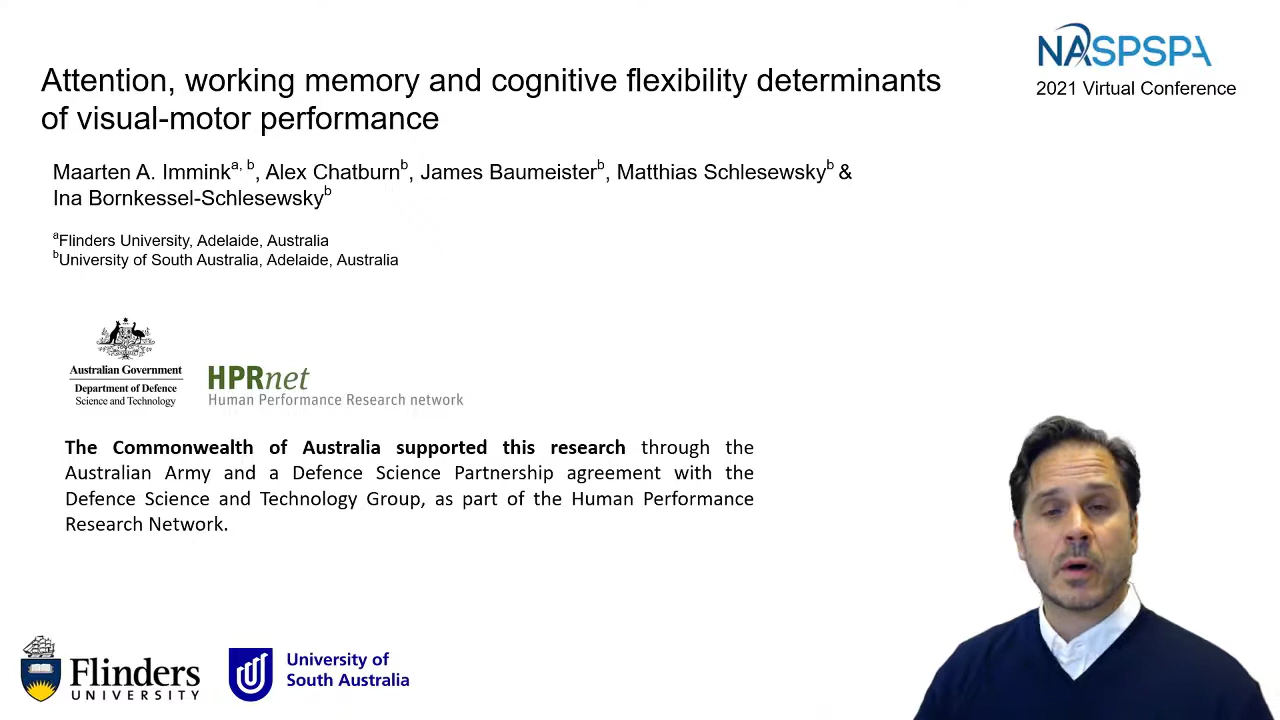 NASPSPA
2021 Virtual Conference
Attention, working memory and cognitive flexibility determinants
of visual-motor performance
Maarten A. Immink^a, b, Alex Chatburn^b, James Baumeister^b, Matthias Schlesewsky^b &
Ina Bornkessel-Schlesewsky^b
^aFlinders University, Adelaide, Australia
^bUniversity of South Australia, Adelaide, Australia
Australian Government
Department of Defence
Science and Technology
HPRnet
Human Performance Research network
The Commonwealth of Australia supported this research through the
Australian Army and a Defence Science Partnership agreement with the
Defence Science and Technology Group, as part of the Human Performance
Research Network.
Flinders
UNIVERSITY
University of
South Australia